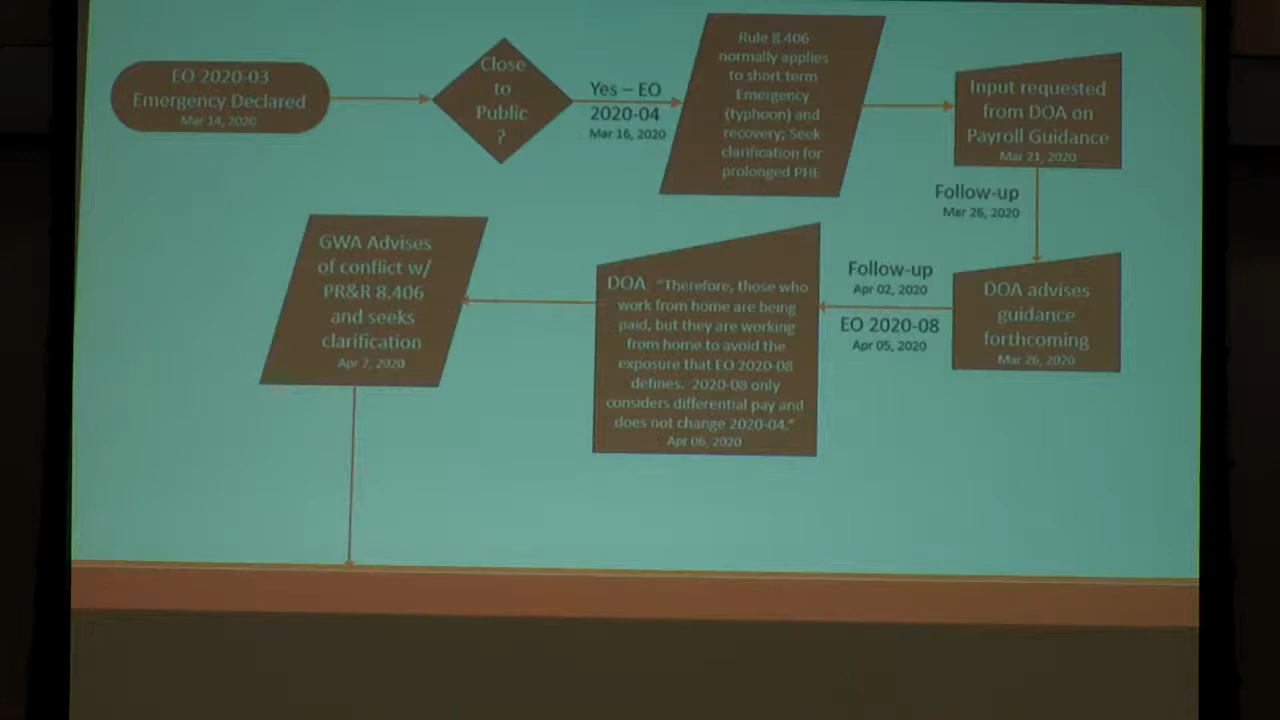 EO 2020-03
Emergency Declared
Mar 14, 2020
Close
to
Public
?
Yes – EO
2020-04
Mar 16, 2020
Rule 8.406
normally applies
to short term
Emergency
(typhoon) and
recovery; Seek
clarification for
prolonged PHE
Input requested
from DOA on
Payroll Guidance
Mar 21, 2020
Follow-up
Mar 26, 2020
DOA advises
guidance
forthcoming
Mar 26, 2020
Follow-up
Apr 02, 2020
EO 2020-08
Apr 05, 2020
DOA "Therefore, those who
work from home are being
paid, but they are working
from home to avoid the
exposure that EO 2020-08
defines. 2020-08 only
considers differential pay and
does not change 2020-04."
Apr 06, 2020
GWA Advises
of conflict w/
PR&R 8.406
and seeks
clarification
Apr 7, 2020